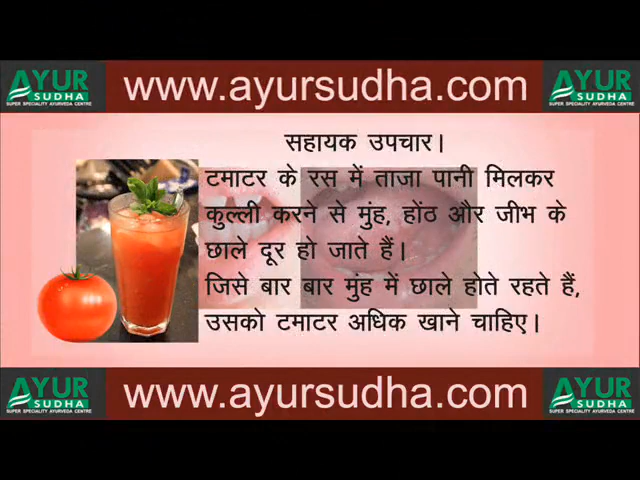 AYUR
SUDHA
SUPER SPECIALITY AYURVEDA CENTRE
www.ayursudha.com
AYUR
SUDHA
SUPER SPECIALITY AYURVEDA CENTRE
सहायक उपचार।
टमाटर के रस में ताजा पानी मिलकर
कुल्ली करने से मुंह, होंठ और जीभ के
छाले दूर हो जाते हैं।
जिसे बार बार मुंह में छाले होते रहते हैं,
उसको टमाटर अधिक खाने चाहिए।
AYUR
SUDHA
SUPER SPECIALITY AYURVEDA CENTRE
www.ayursudha.com
AYUR
SUDHA
SUPER SPECIALITY AYURVEDA CENTRE